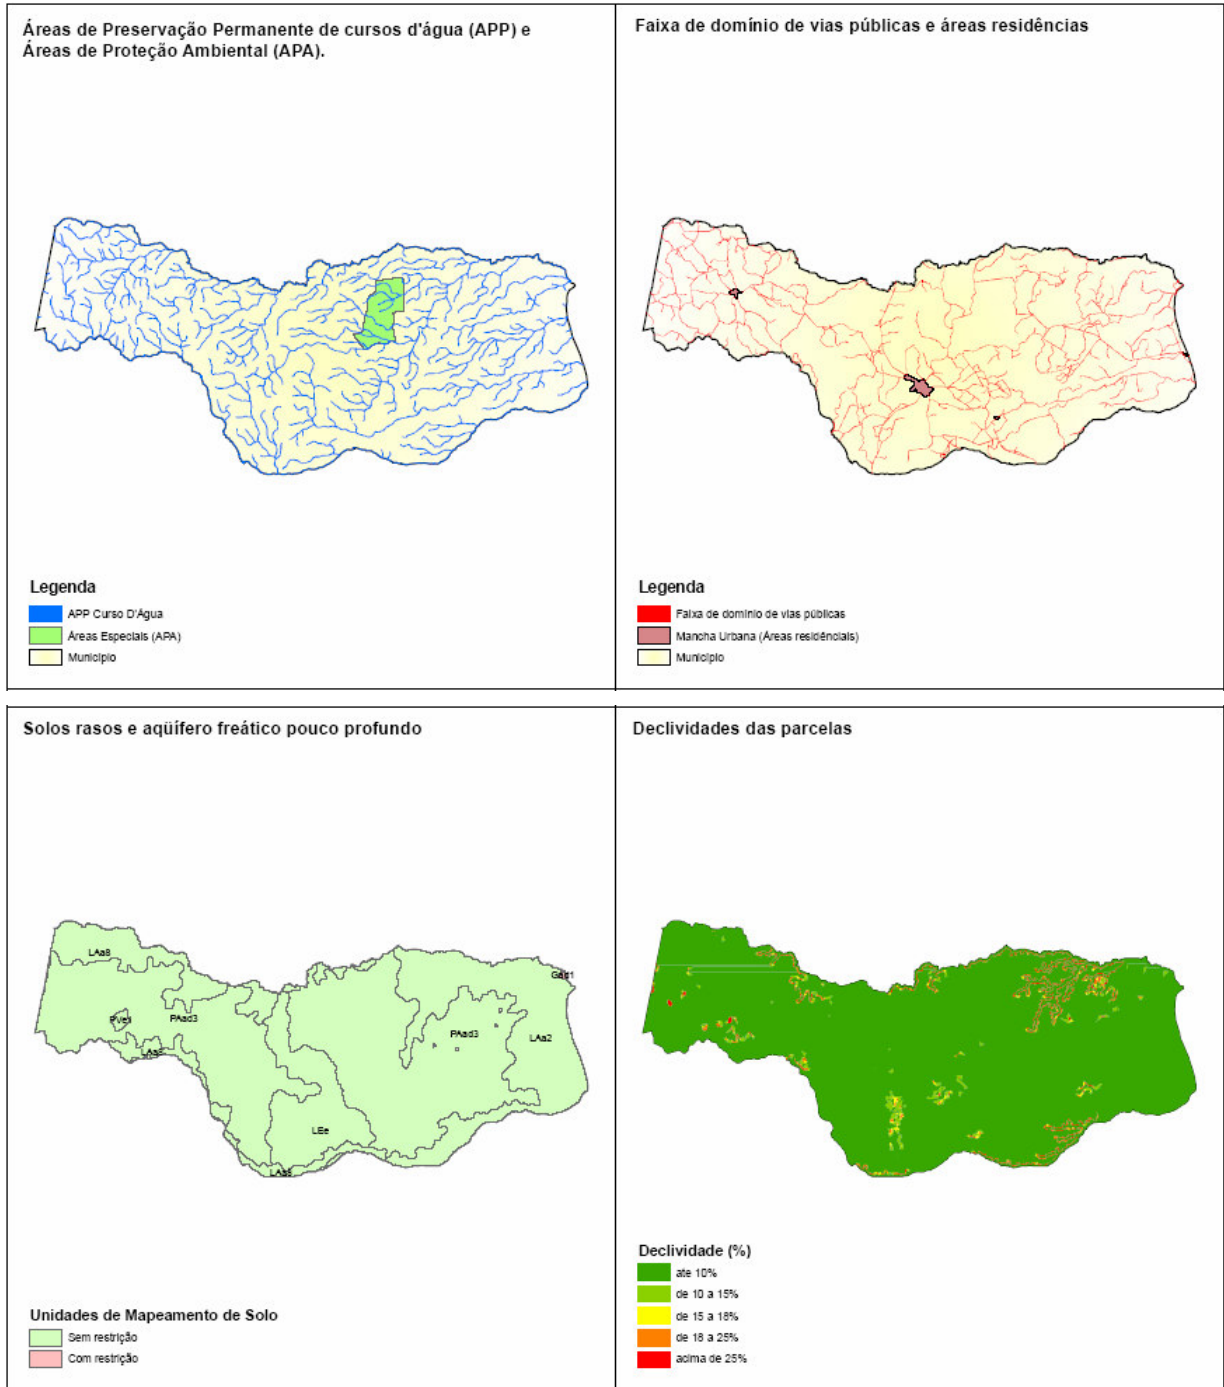 Áreas de Preservação Permanente de cursos d'água (APP) e
Áreas de Proteção Ambiental (APA).
Legenda
APP Curso D'Água
Áreas Especiais (APA)
Município
Faixa de domínio de vias públicas e áreas residências
Legenda
Faixa de domínio de vias públicas
Mancha Urbana (Áreas residênciais)
Município
Solos rasos e aqüífero freático pouco profundo
LAa8
PAad3
PAad3
LAa2
LEe
Unidades de Mapeamento de Solo
Sem restrição
Com restrição
Declividades das parcelas
Declividade (%)
ate 10%
de 10 a 15%
de 15 a 18%
de 18 a 25%
acima de 25%